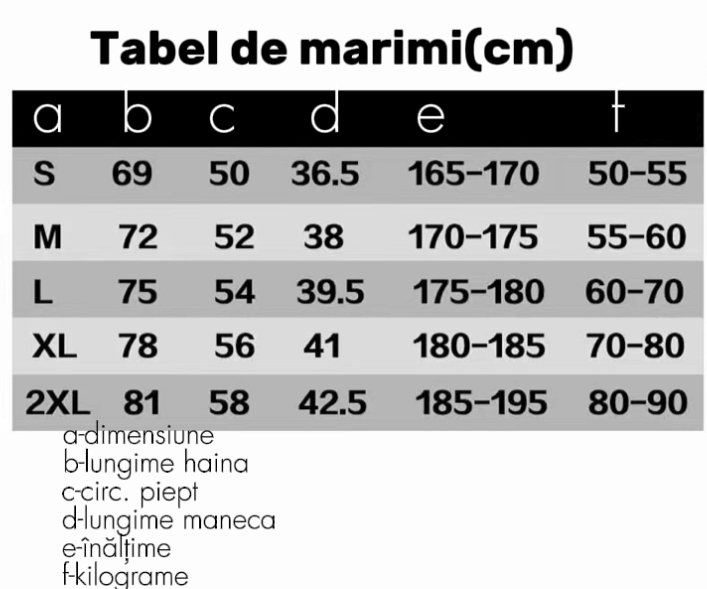 Tabel de marimi(cm)
a b c d e f
S 69 50 36.5 165-170 50-55
M 72 52 38 170-175 55-60
L 75 54 39.5 175-180 60-70
XL 78 56 41 180-185 70-80
2XL 81 58 42.5 185-195 80-90
a-dimensiune
b-lungime haina
c-circ. piept
d-lungime maneca
e-înălțime
f-kilograme